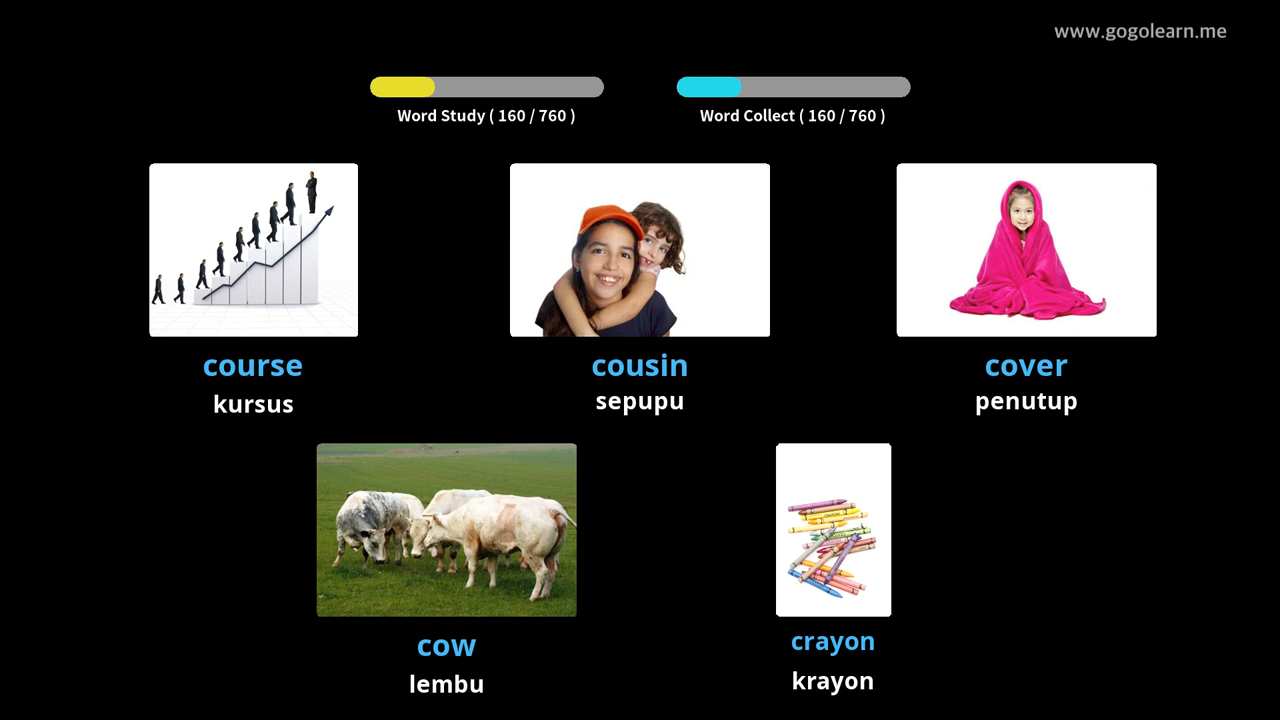 www.gogolearn.me
Word Study ( 160 / 760 )
Word Collect ( 160 / 760 )
course
kursus
cousin
sepupu
cover
penutup
cow
lembu
crayon
krayon